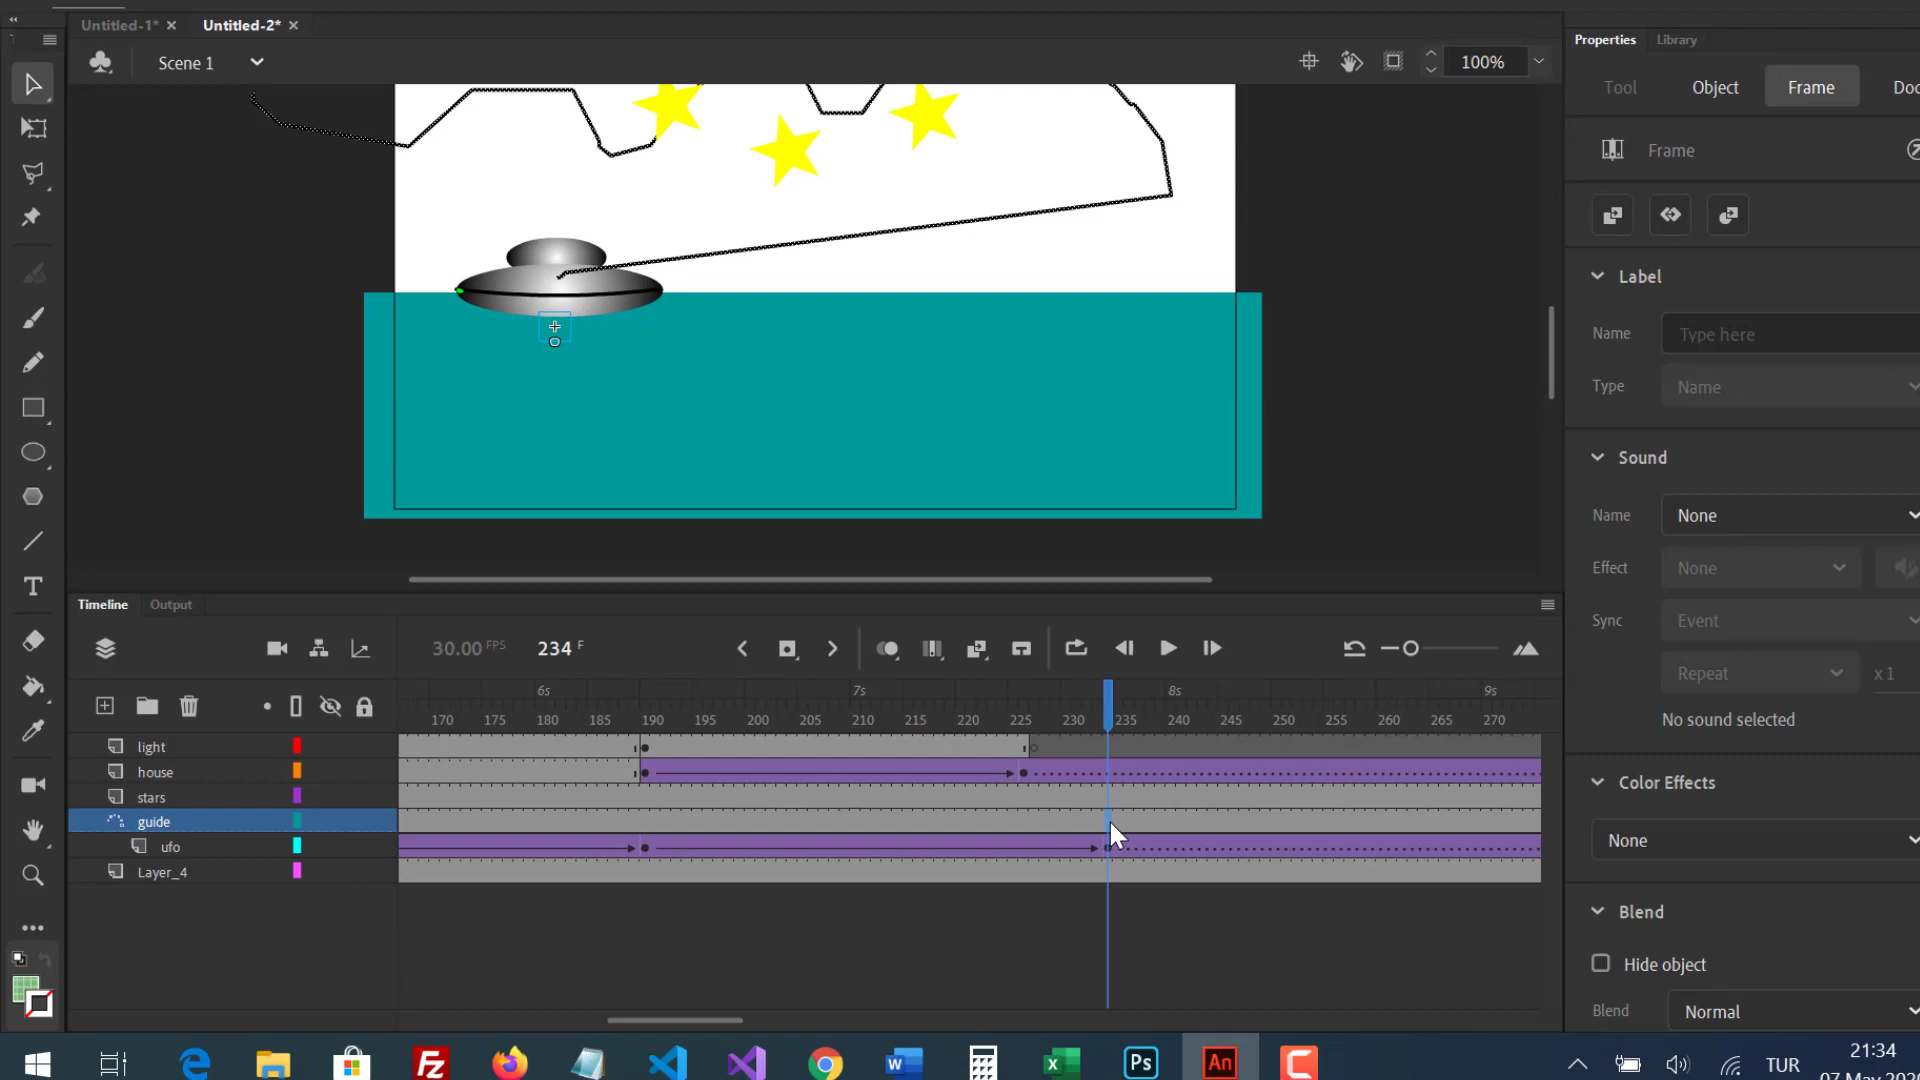 Untitled-1*
Untitled-2*
Scene 1
100%
Properties
Library
Tool
Object
Frame
Doc
Frame
Label
Name
Type here
Type
Name
Sound
Name
None
Effect
None
Sync
Event
Repeat
x 1
No sound selected
Color Effects
None
Blend
Hide object
Blend
Normal
Timeline
Output
30.00 FPS
234 F
6s 7s 8s 9s
170 175 180 185 190 195 200 205 210 215 220 225 230 235 240 245 250 255 260 265 270
light
house
stars
guide
ufo
Layer_4
T
Fz
W
X
Ps
An
C
TUR
21:34